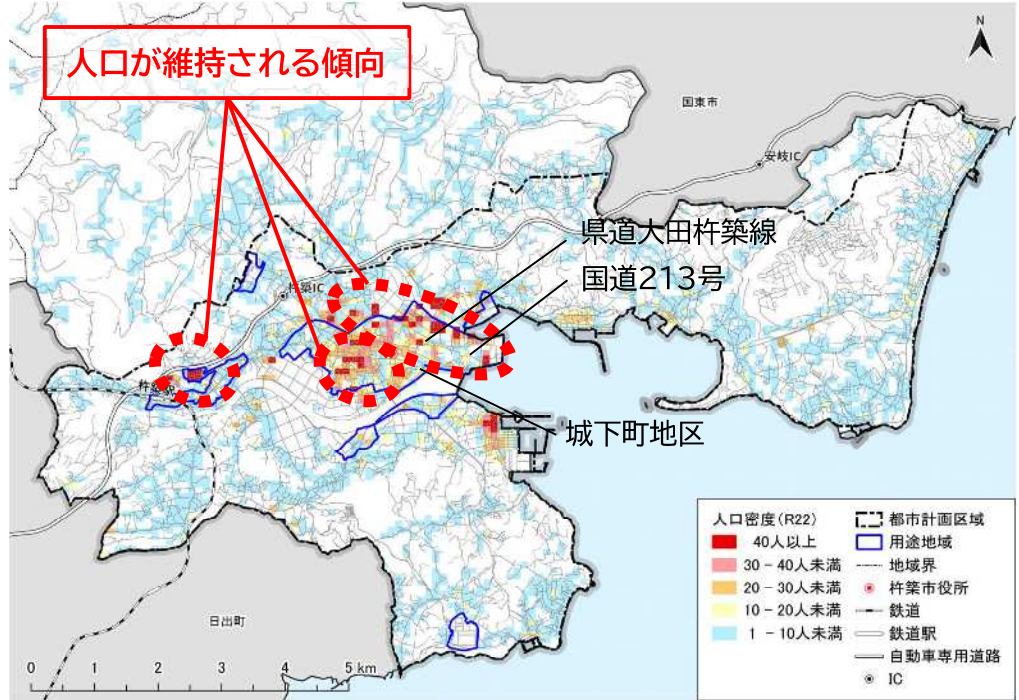 人口が維持される傾向
N
国東市
安岐IC
県道大田杵築線
国道213号
杵築IC
杵築駅
城下町地区
日出町
0 1 2 3 4 5 km
人口密度(R22)
40人以上
30－40人未満
20－30人未満
10－20人未満
1 －10人未満
都市計画区域
用途地域
地域界
杵築市役所
鉄道
鉄道駅
自動車専用道路
IC